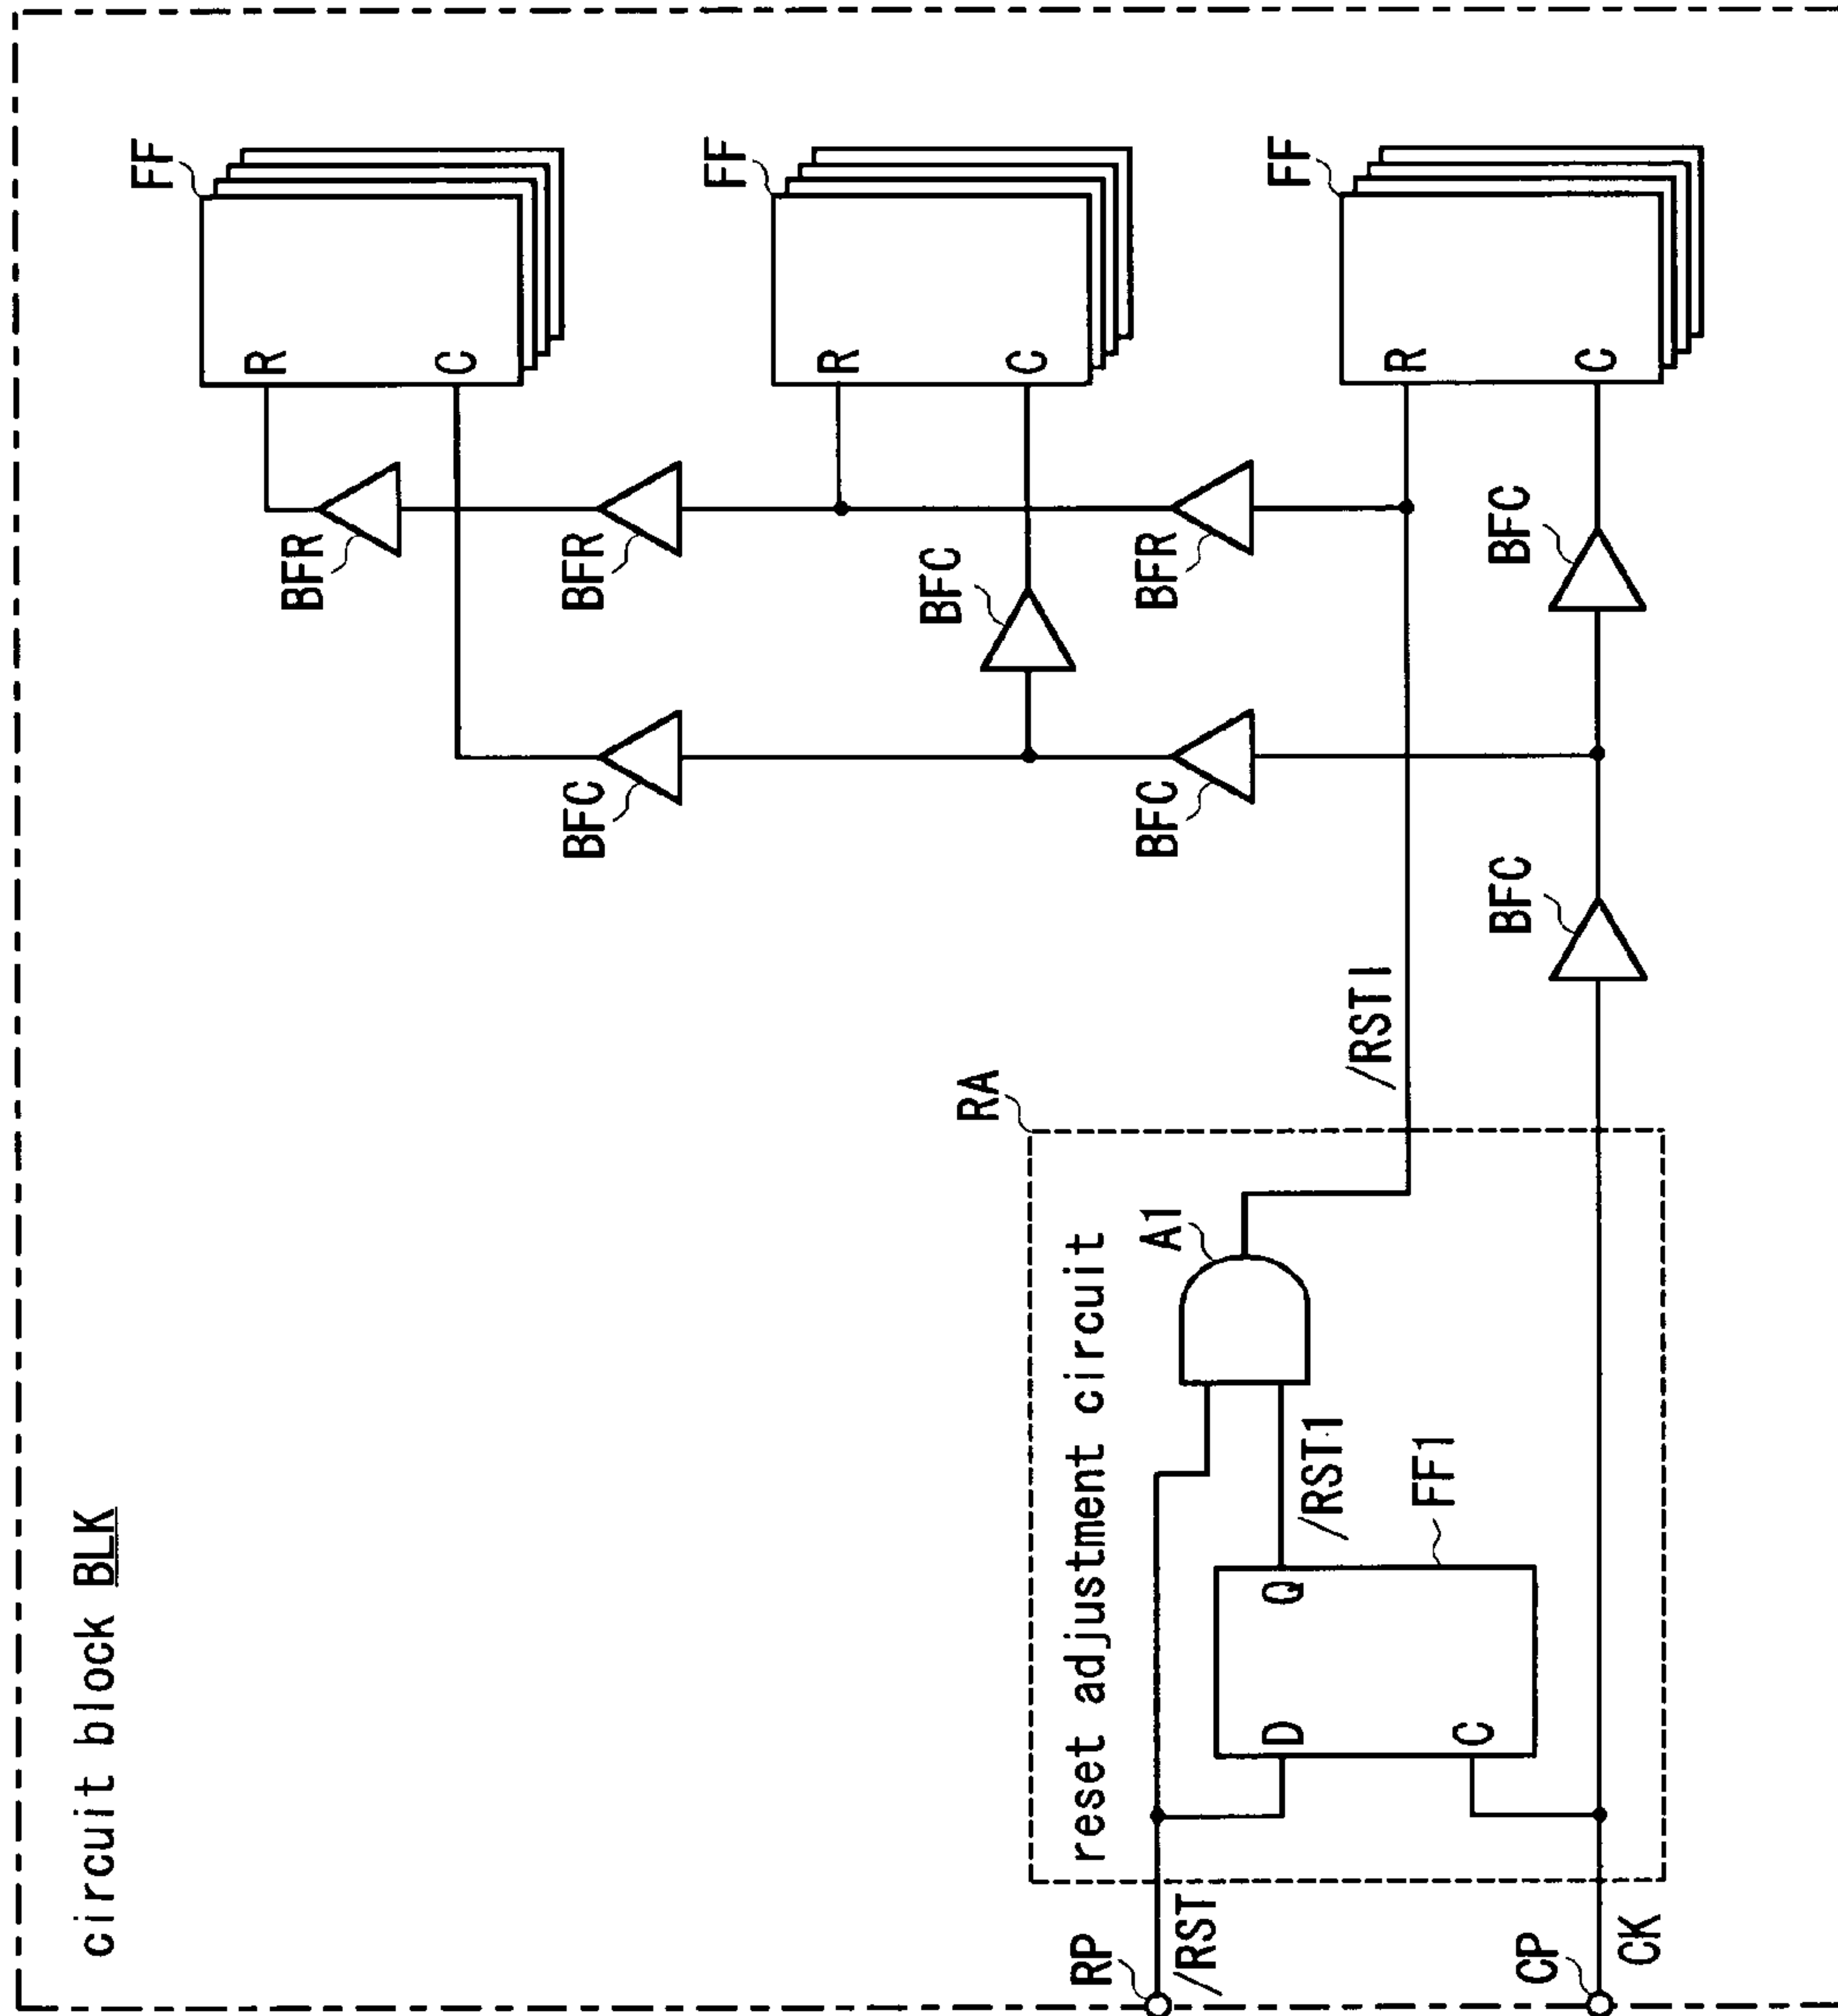 circuit block BLK
FF
R
BFR
C
BFC
BFR
FF
R
BFC
C
RA
reset adjustment circuit
RP
/RST
A1
BFC
BFR
D
Q
/RST1
/RSTI
FF
R
FF1
C
BFC
BFC
C
CP
CK